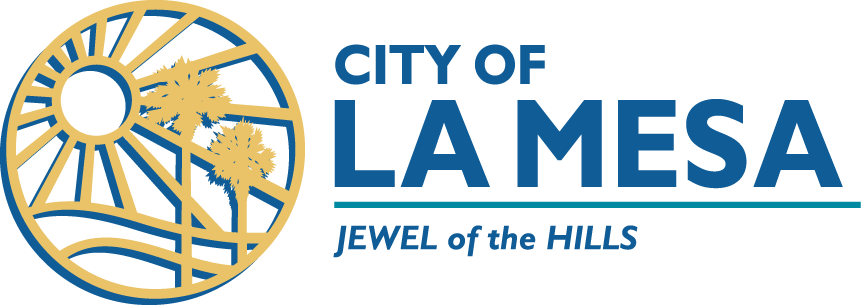 CITY OF
LA MESA
JEWEL of the HILLS